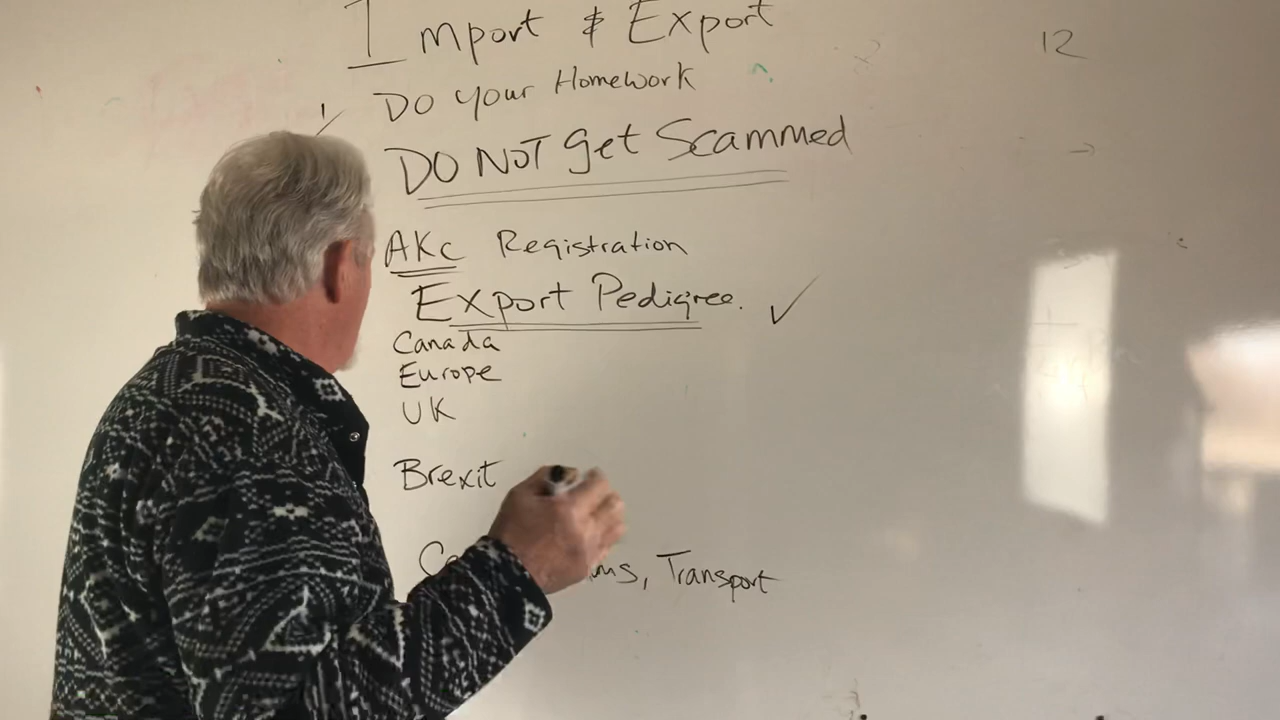 Import & Export
12
Do your Homework
DO NOT get Scammed
AKC Registration
Export Pedigree. ✓
Canada
Europe
UK
Brexit
Transport